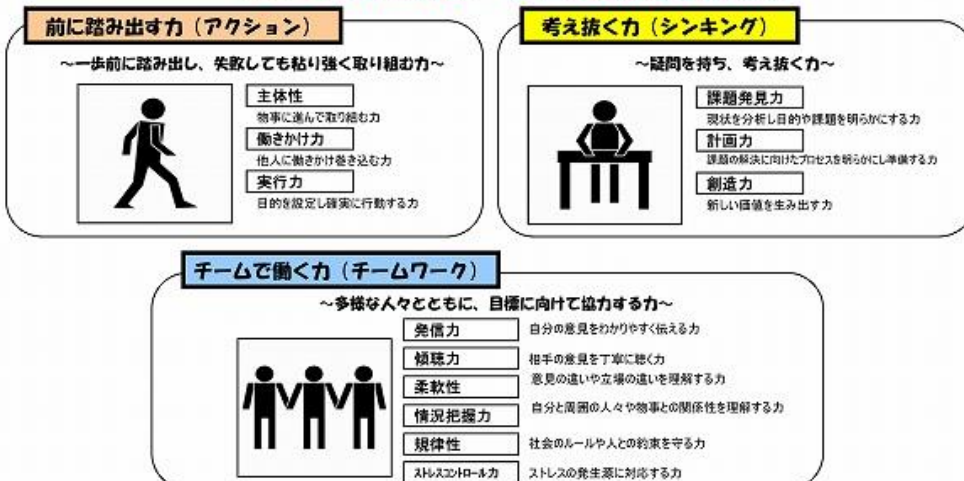 前に踏み出す力（アクション）
～一歩前に踏み出し、失敗しても粘り強く取り組む力～
主体性
物事に進んで取り組む力
働きかけ力
他人に働きかけ巻き込む力
実行力
目的を設定し確実に行動する力
考え抜く力（シンキング）
～疑問を持ち、考え抜く力～
課題発見力
現状を分析し目的や課題を明らかにする力
計画力
課題の解決に向けたプロセスを明らかにし準備する力
創造力
新しい価値を生み出す力
チームで働く力（チームワーク）
～多様な人々とともに、目標に向けて協力する力～
発信力 自分の意見をわかりやすく伝える力
傾聴力 相手の意見を丁寧に聴く力
柔軟性 意見の違いや立場の違いを理解する力
情況把握力 自分と周囲の人々や物事との関係性を理解する力
規律性 社会のルールや人との約束を守る力
ストレスコントロール力 ストレスの発生源に対応する力